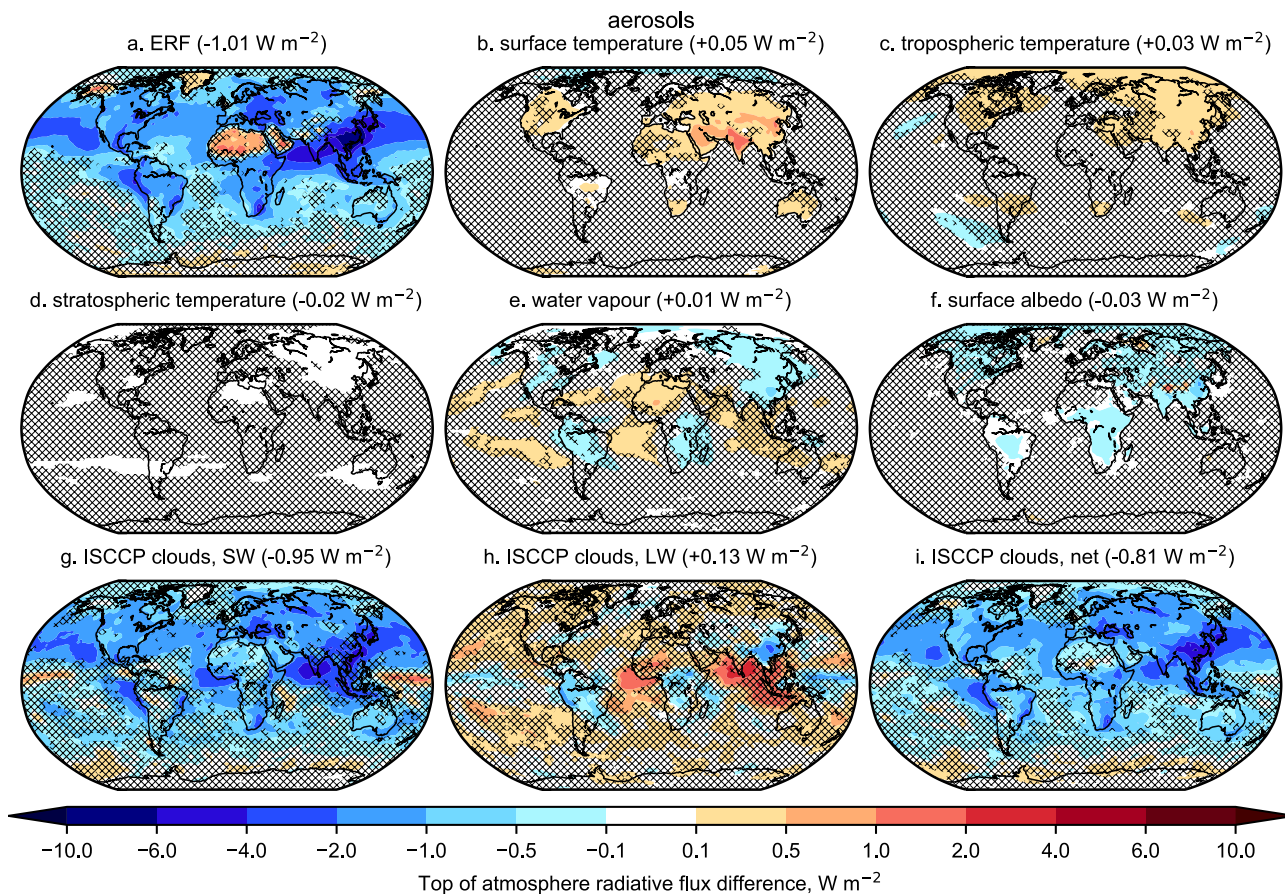 aerosols
a. ERF (-1.01 W m⁻²)
b. surface temperature (+0.05 W m⁻²)
c. tropospheric temperature (+0.03 W m⁻²)
d. stratospheric temperature (-0.02 W m⁻²)
e. water vapour (+0.01 W m⁻²)
f. surface albedo (-0.03 W m⁻²)
g. ISCCP clouds, SW (-0.95 W m⁻²)
h. ISCCP clouds, LW (+0.13 W m⁻²)
i. ISCCP clouds, net (-0.81 W m⁻²)
−10.0 −6.0 −4.0 −2.0 −1.0 −0.5 −0.1 0.1 0.5 1.0 2.0 4.0 6.0 10.0
Top of atmosphere radiative flux difference, W m⁻²